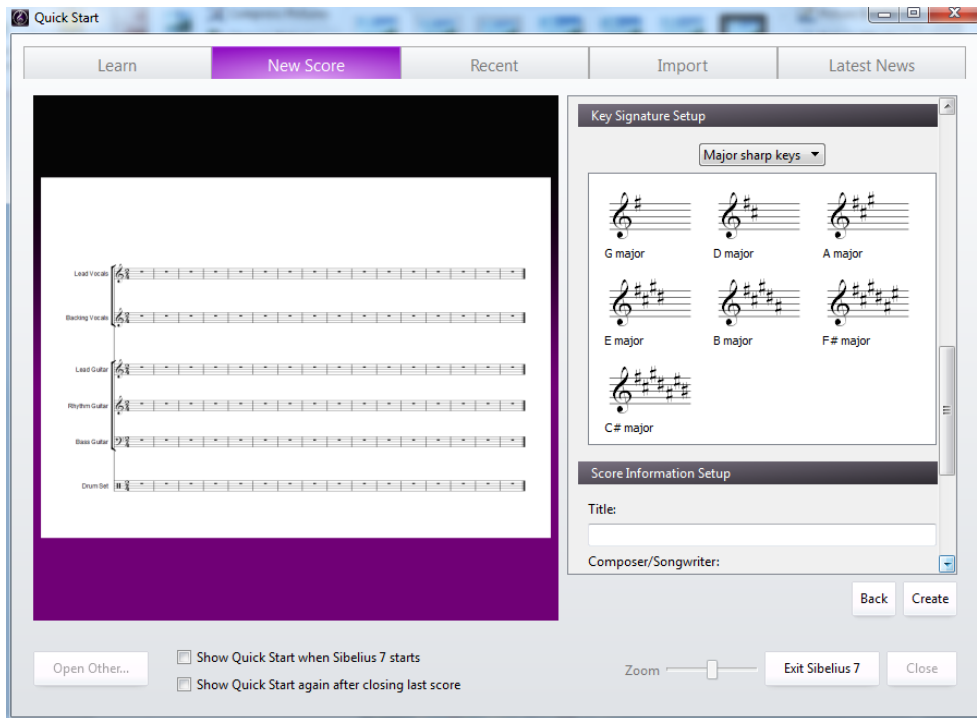 Quick Start
Learn New Score Recent Import Latest News
Key Signature Setup
Major sharp keys
G major D major A major
E major B major F# major
C# major
Lead Vocals
Backing Vocals
Lead Guitar
Rhythm Guitar
Bass Guitar
Drum Set
Score Information Setup
Title:
Composer/Songwriter:
Back Create
Open Other...
Show Quick Start when Sibelius 7 starts
Show Quick Start again after closing last score
Zoom
Exit Sibelius 7 Close